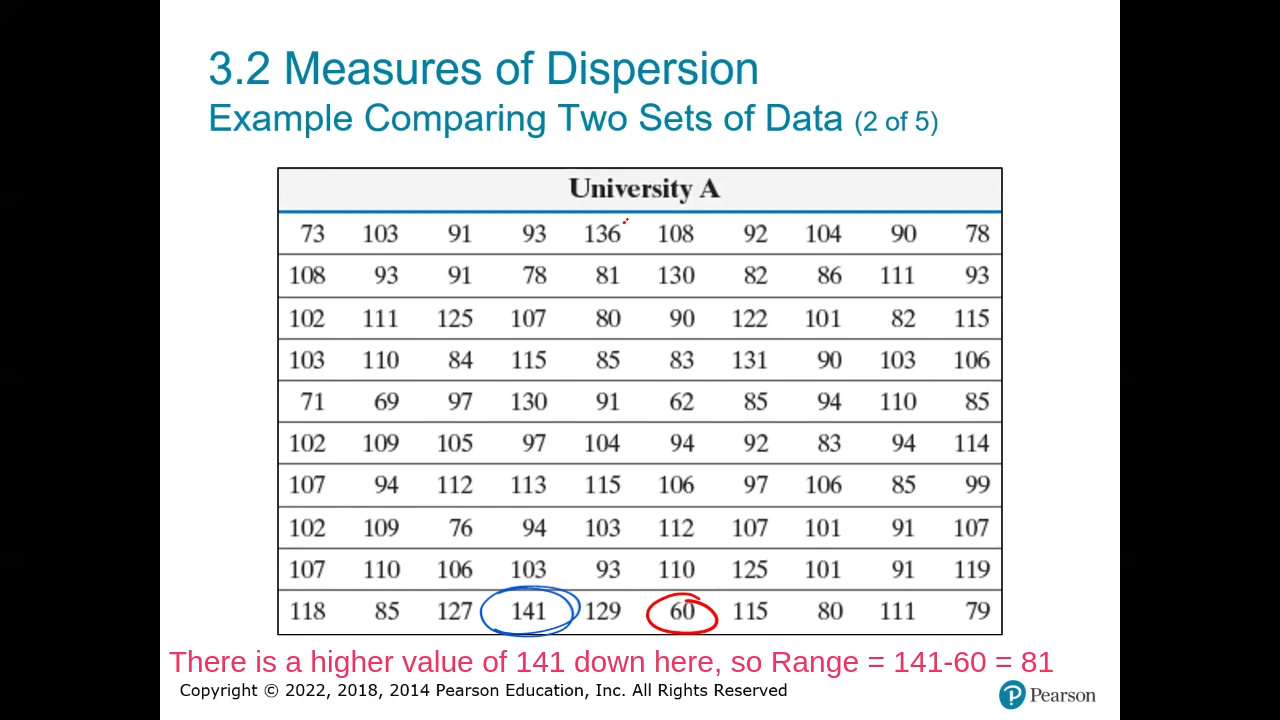 3.2 Measures of Dispersion
Example Comparing Two Sets of Data (2 of 5)
University A
73 103 91 93 136 108 92 104 90 78
108 93 91 78 81 130 82 86 111 93
102 111 125 107 80 90 122 101 82 115
103 110 84 115 85 83 131 90 103 106
71 69 97 130 91 62 85 94 110 85
102 109 105 97 104 94 92 83 94 114
107 94 112 113 115 106 97 106 85 99
102 109 76 94 103 112 107 101 91 107
107 110 106 103 93 110 125 101 91 119
118 85 127 141 129 60 115 80 111 79
There is a higher value of 141 down here, so Range = 141-60 = 81
Copyright © 2022, 2018, 2014 Pearson Education, Inc. All Rights Reserved
P Pearson